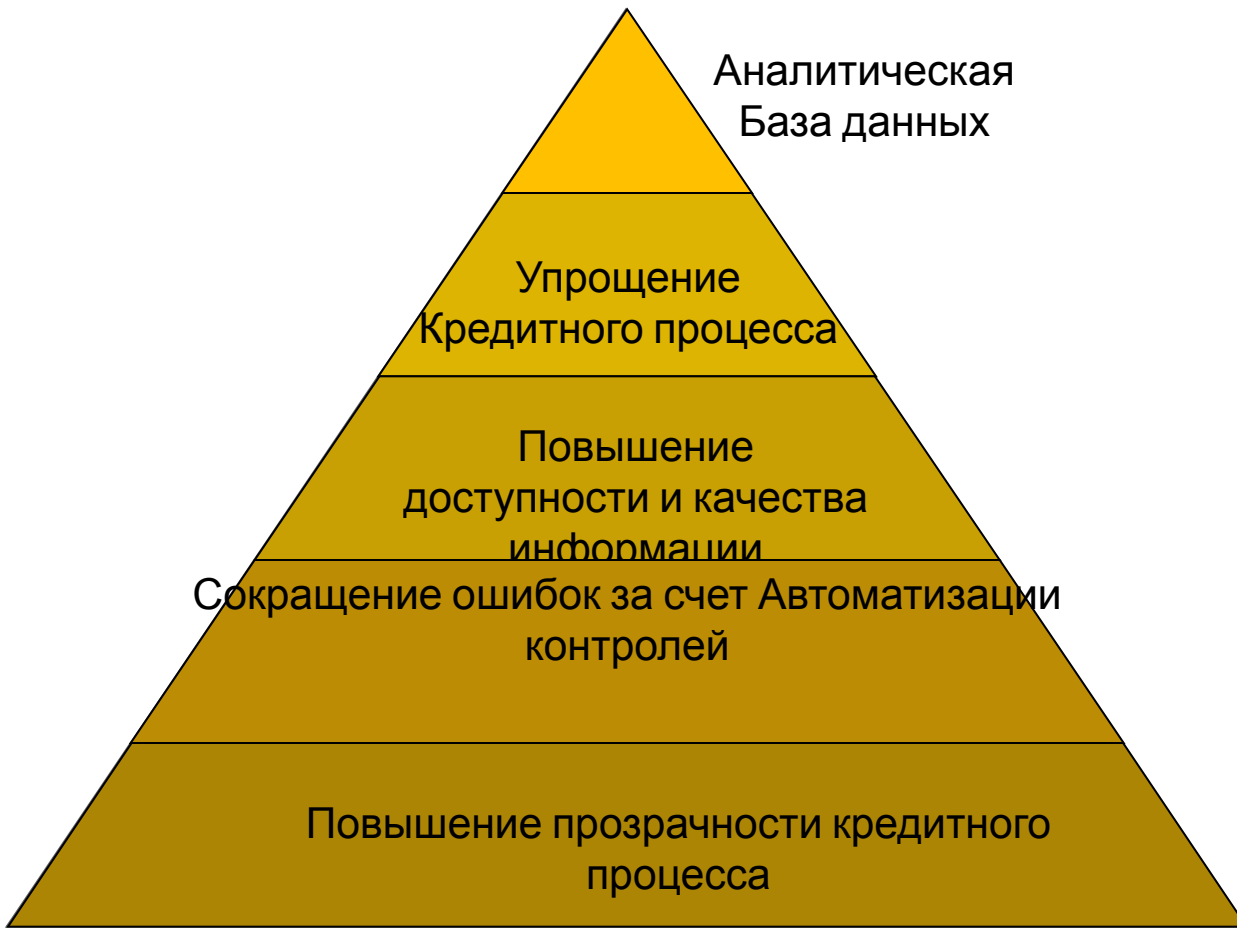 Аналитическая
База данных
Упрощение
Кредитного процесса
Повышение
доступности и качества
информации
Сокращение ошибок за счет Автоматизации
контролей
Повышение прозрачности кредитного
процесса